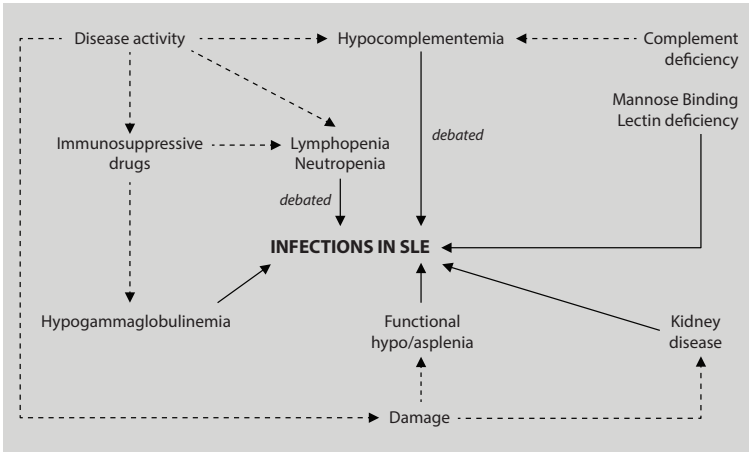 Disease activity
Hypocomplementemia
Complement
deficiency
Mannose Binding
Lectin deficiency
debated
Immunosuppressive
drugs
Lymphopenia
Neutropenia
debated
INFECTIONS IN SLE
Hypogammaglobulinemia
Functional
hypo/asplenia
Kidney
disease
Damage